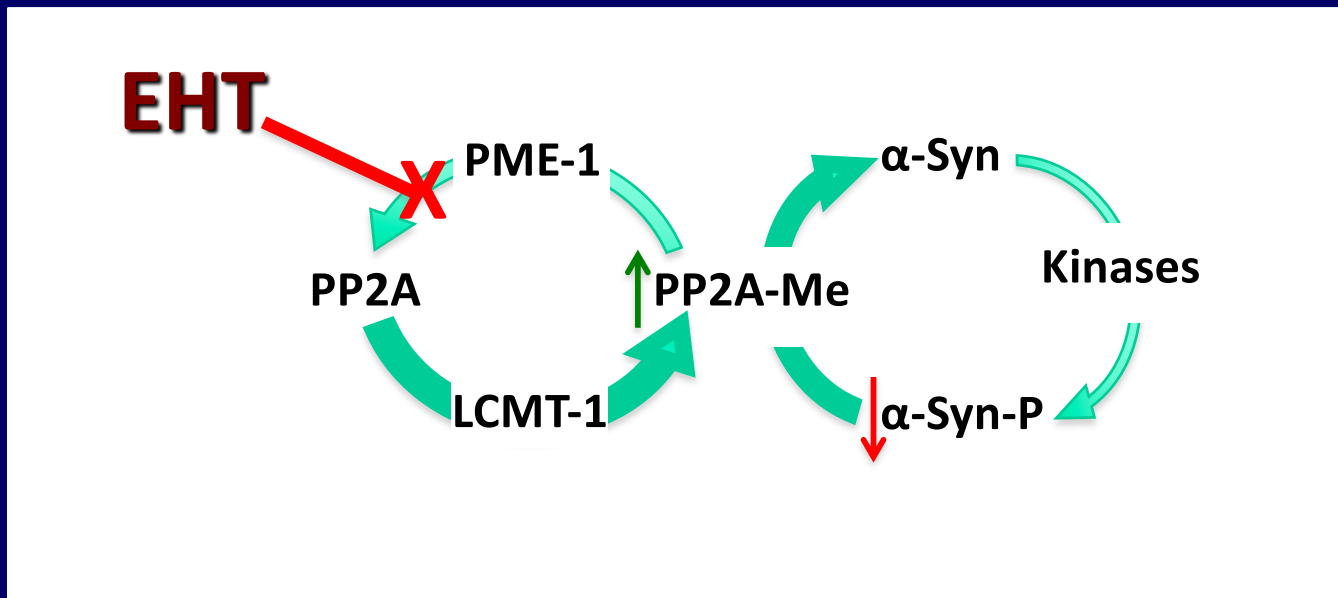 EHT
PME-1
α-Syn
Kinases
PP2A
PP2A-Me
LCMT-1
α-Syn-P
X